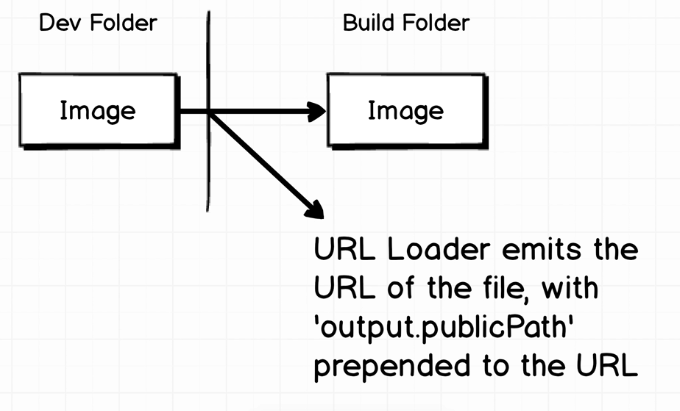 Dev Folder
Build Folder
Image
Image
URL Loader emits the
URL of the file, with
'output.publicPath'
prepended to the URL